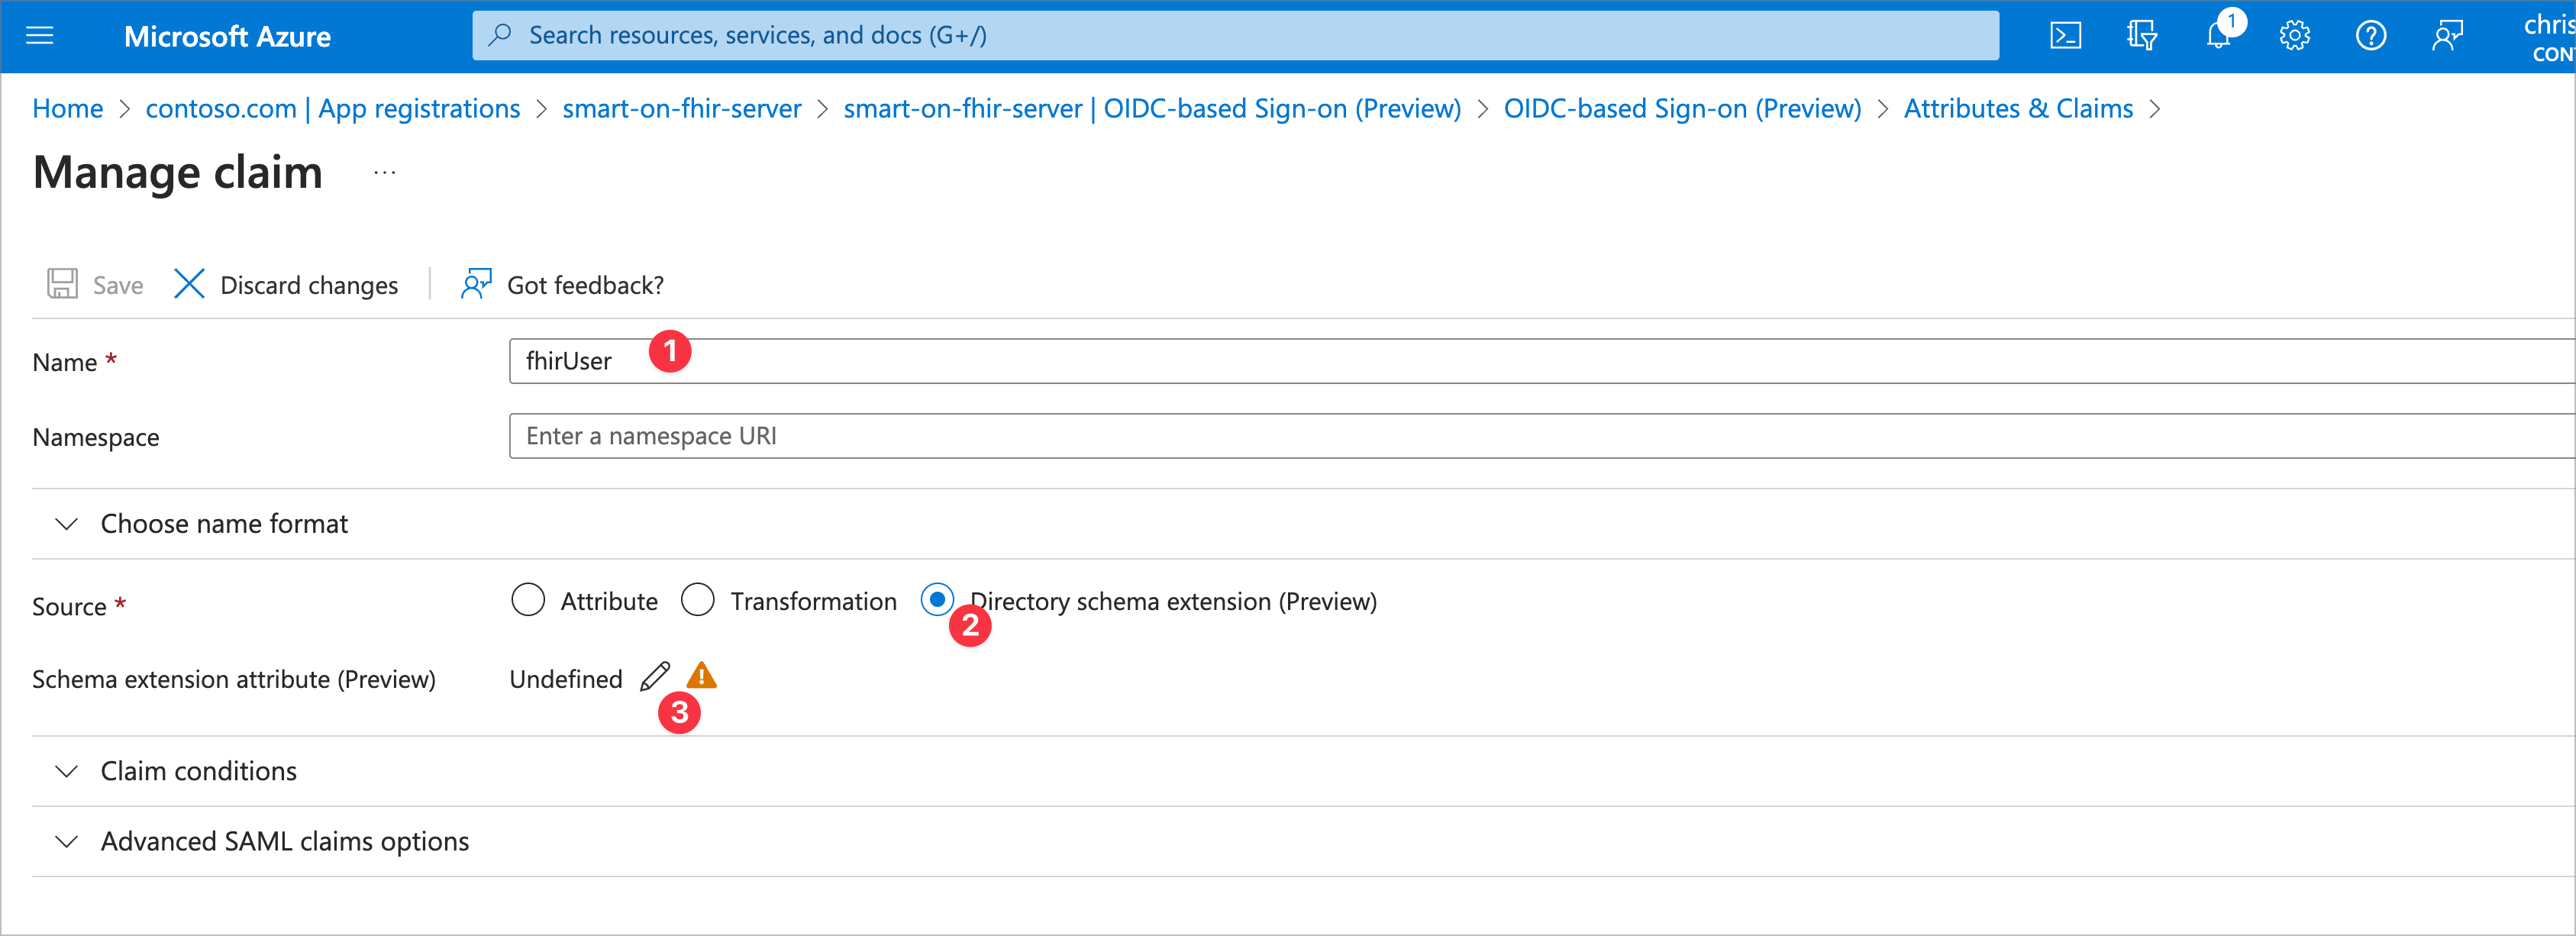 Microsoft Azure
Search resources, services, and docs (G+/)
1
chris
CON
Home > contoso.com | App registrations > smart-on-fhir-server > smart-on-fhir-server | OIDC-based Sign-on (Preview) > OIDC-based Sign-on (Preview) > Attributes & Claims >
Manage claim ...
Save Discard changes Got feedback?
Name * fhirUser 1
Namespace Enter a namespace URI
Choose name format
Source * Attribute Transformation Directory schema extension (Preview)
2
Schema extension attribute (Preview) Undefined
3
Claim conditions
Advanced SAML claims options